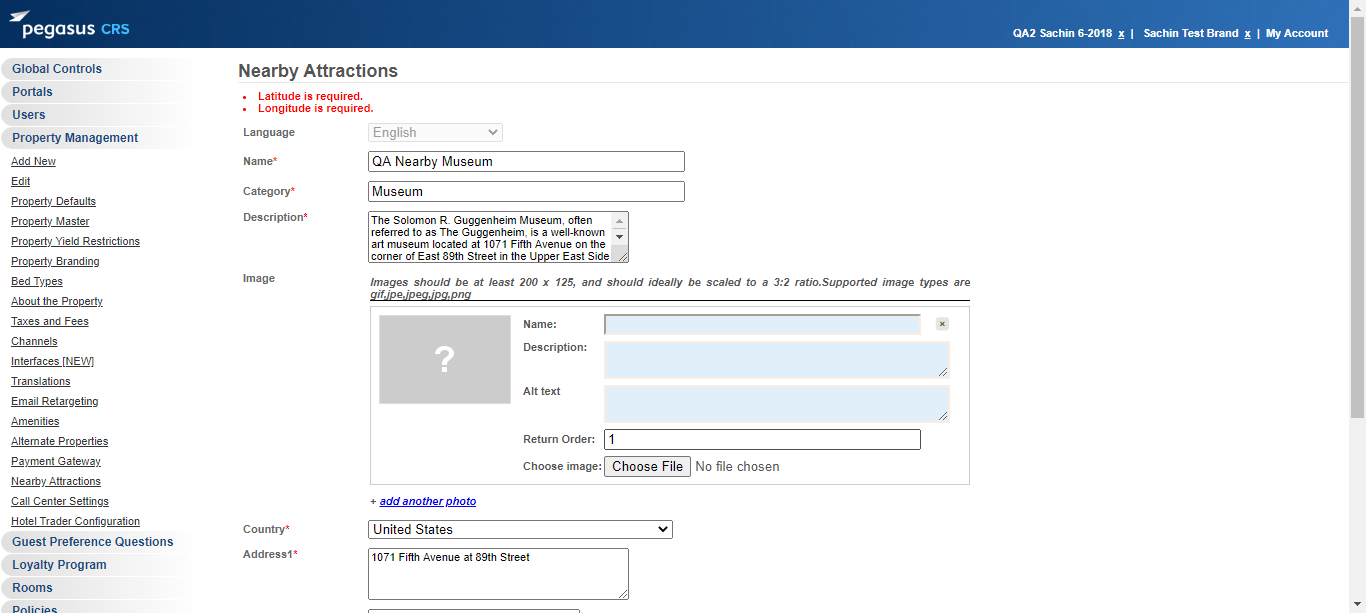 pegasus CRS
QA2 Sachin 6-2018 x | Sachin Test Brand x | My Account
Global Controls
Portals
Users
Property Management
Add New
Edit
Property Defaults
Property Master
Property Yield Restrictions
Property Branding
Bed Types
About the Property
Taxes and Fees
Channels
Interfaces [NEW]
Translations
Email Retargeting
Amenities
Alternate Properties
Payment Gateway
Nearby Attractions
Call Center Settings
Hotel Trader Configuration
Guest Preference Questions
Loyalty Program
Rooms
Policies
Nearby Attractions
Latitude is required.
Longitude is required.
Language English
Name* QA Nearby Museum
Category* Museum
Description* The Solomon R. Guggenheim Museum, often
referred to as The Guggenheim, is a well-known
art museum located at 1071 Fifth Avenue on the
corner of East 89th Street in the Upper East Side
Image Images should be at least 200 x 125, and should ideally be scaled to a 3:2 ratio.Supported image types are
gif,jpe,jpeg,jpg,png
?
Name: x
Description:
Alt text
Return Order: 1
Choose image: Choose File No file chosen
+ add another photo
Country* United States
Address1* 1071 Fifth Avenue at 89th Street